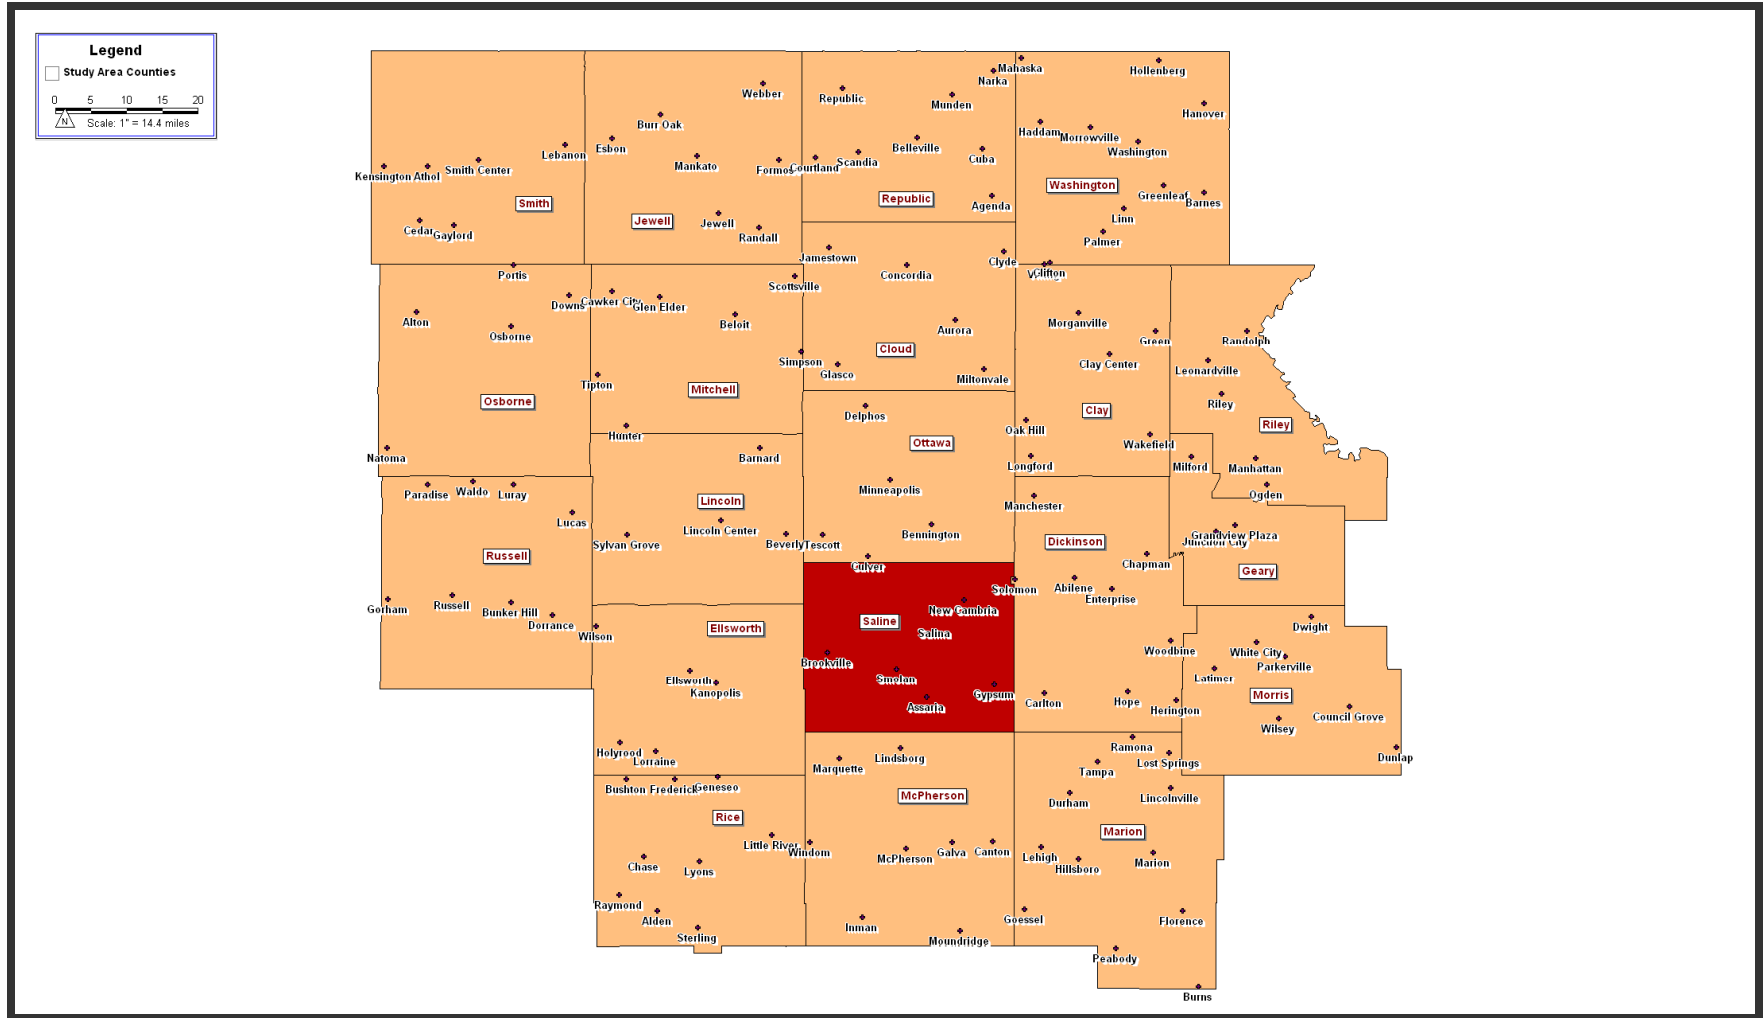 Legend
Study Area Counties
0 5 10 15 20
N
Scale: 1" = 14.4 miles
Mahaska
Hollenberg
Narka
Webber
Republic
Munden
Hanover
Burr Oak
Haddam
Morrowville
Esbon
Belleville
Washington
Lebanon
Mankato
Formos
Courtland
Scandia
Cuba
Kensington
Athol
Smith Center
Washington
Greenleaf
Barnes
Smith
Republic
Agenda
Jewell
Jewell
Linn
Cedar
Gaylord
Randall
Palmer
Jamestown
Clyde
Portis
Concordia
Clifton
Scottsville
Downs
Cawker City
Glen Elder
Alton
Beloit
Aurora
Morganville
Osborne
Green
Randolph
Cloud
Simpson
Glasco
Miltonvale
Clay Center
Leonardville
Tipton
Mitchell
Osborne
Riley
Delphos
Clay
Riley
Hunter
Ottawa
Oak Hill
Wakefield
Natoma
Barnard
Longford
Milford
Manhattan
Paradise
Waldo
Luray
Minneapolis
Ogden
Lincoln
Manchester
Lucas
Lincoln Center
Bennington
Sylvan Grove
Beverly
Tescott
Dickinson
Grandview Plaza
Junction City
Russell
Culver
Chapman
Geary
Solomon
Abilene
Enterprise
Gorham
Russell
Bunker Hill
Dorrance
New Cambria
Saline
Ellsworth
Wilson
Salina
Dwight
Brookville
Woodbine
White City
Parkerville
Ellsworth
Kanopolis
Smolan
Gypsum
Latimer
Assaria
Carlton
Hope
Herington
Morris
Council Grove
Wilsey
Holyrood
Lorraine
Lindsborg
Marquette
Ramona
Lost Springs
Tampa
Dunlap
Bushton
Frederick
Geneseo
McPherson
Durham
Lincolnville
Rice
Marion
Little River
Windom
McPherson
Galva
Canton
Lehigh
Hillsboro
Marion
Chase
Lyons
Raymond
Alden
Sterling
Inman
Moundridge
Goessel
Florence
Peabody
Burns